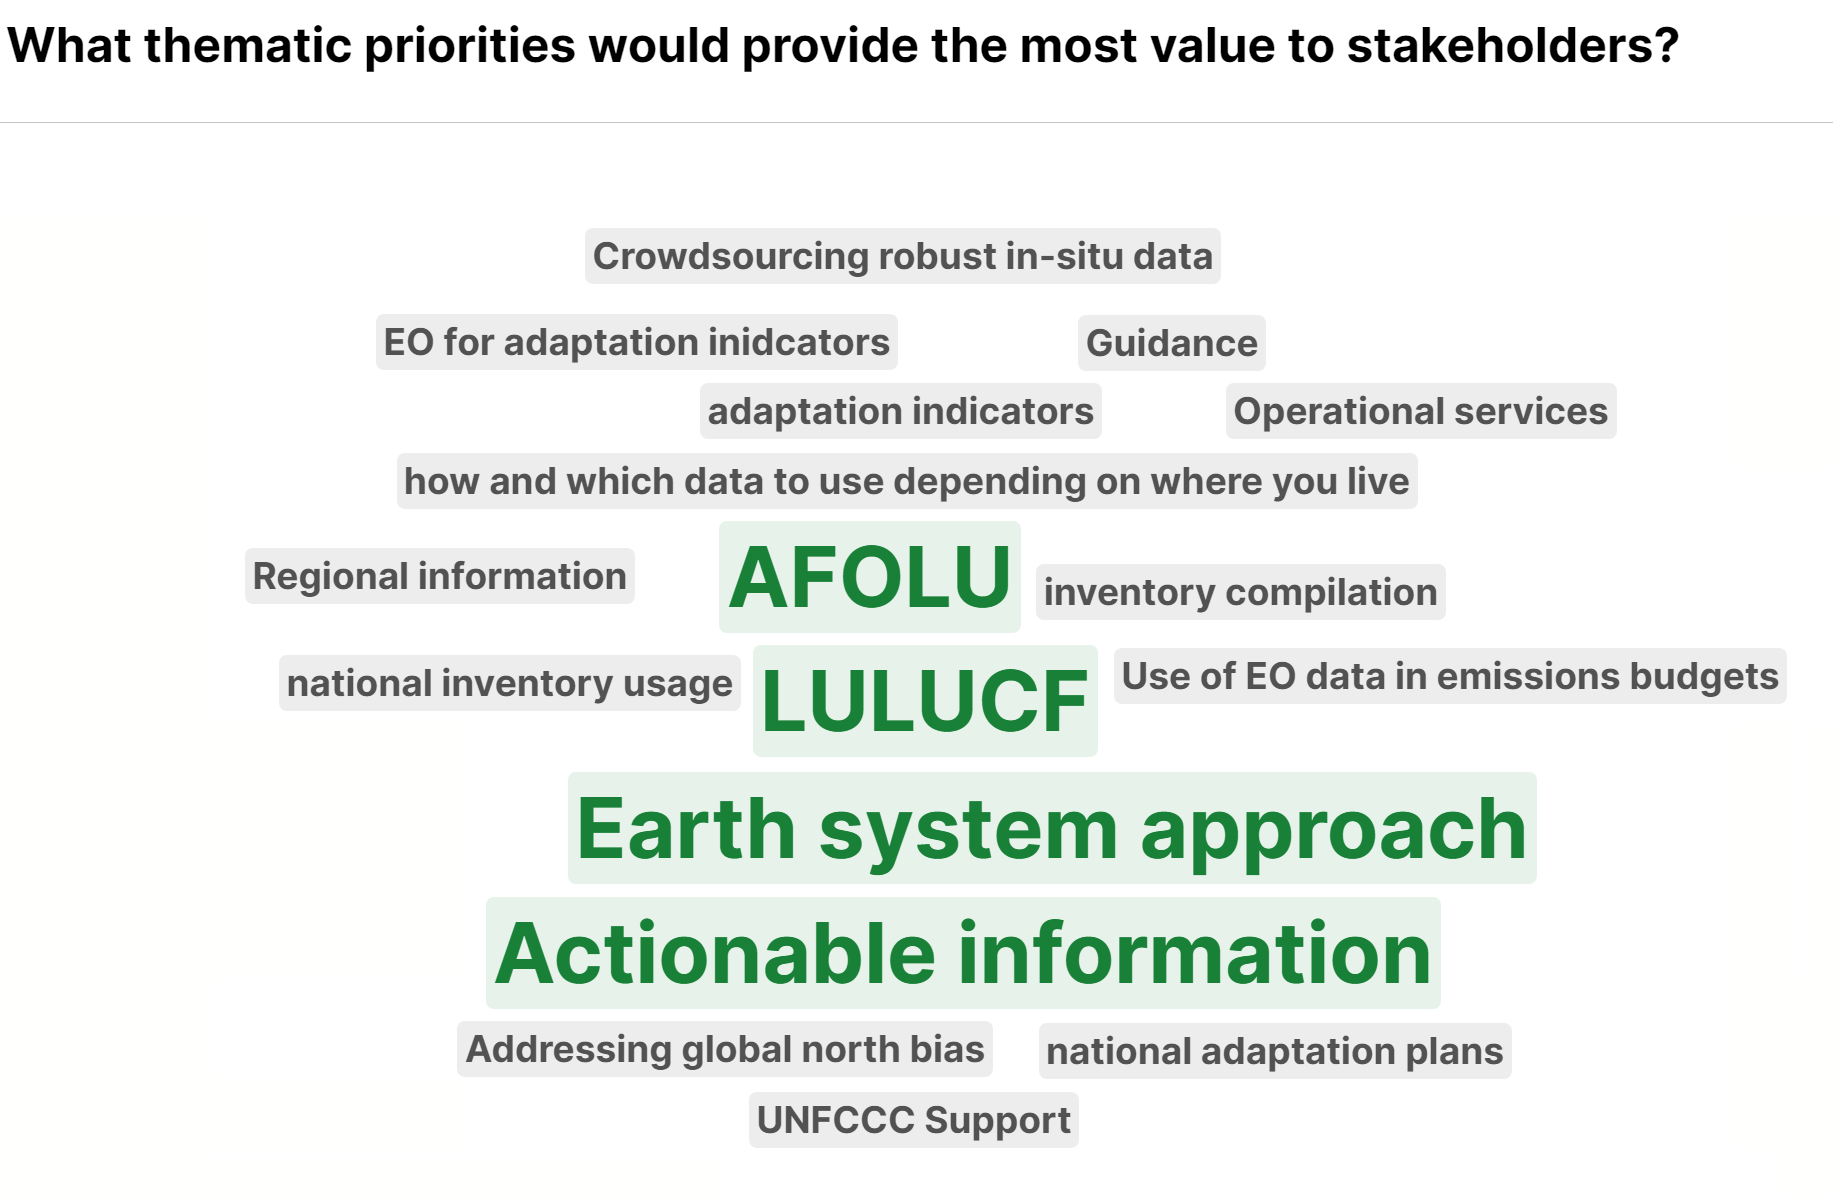 What thematic priorities would provide the most value to stakeholders?
Crowdsourcing robust in-situ data
EO for adaptation inidcators
Guidance
adaptation indicators
Operational services
how and which data to use depending on where you live
AFOLU
Regional information
inventory compilation
LULUCF
national inventory usage
Use of EO data in emissions budgets
Earth system approach
Actionable information
Addressing global north bias
national adaptation plans
UNFCCC Support